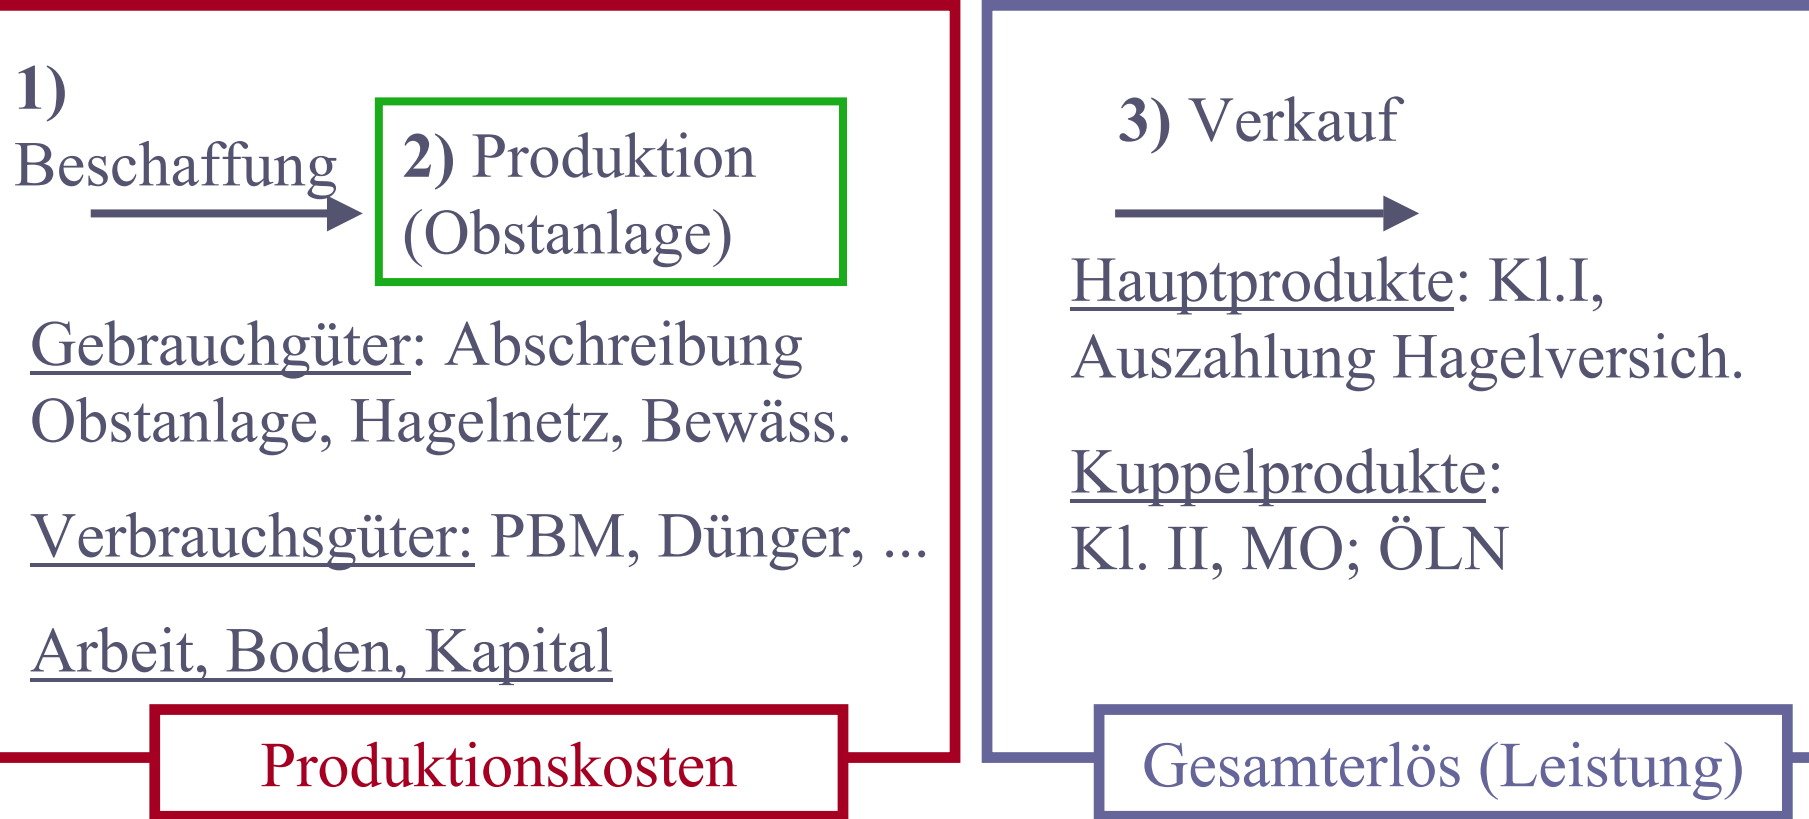 1)
Beschaffung
2) Produktion
(Obstanlage)
Gebrauchgüter: Abschreibung
Obstanlage, Hagelnetz, Bewäss.
Verbrauchsgüter: PBM, Dünger, ...
Arbeit, Boden, Kapital
Produktionskosten
3) Verkauf
Hauptprodukte: Kl.I,
Auszahlung Hagelversich.
Kuppelprodukte:
Kl. II, MO; ÖLN
Gesamterlös (Leistung)